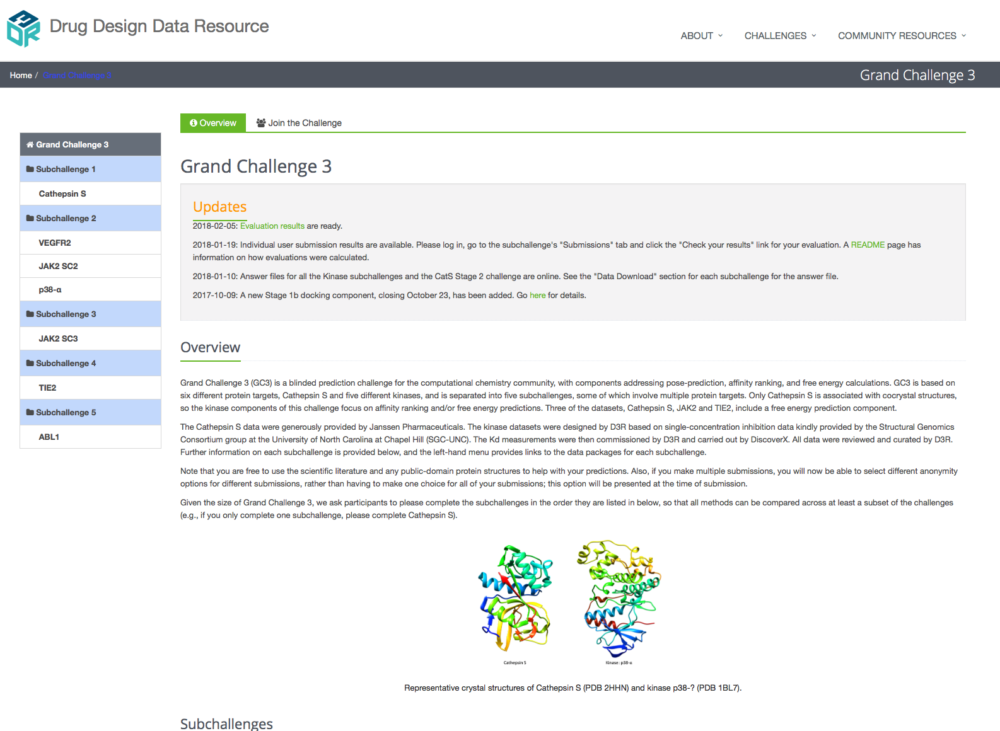 3DR
Drug Design Data Resource
ABOUT
CHALLENGES
COMMUNITY RESOURCES
Home / Grand Challenge 3
Grand Challenge 3
Overview
Join the Challenge
Grand Challenge 3
Subchallenge 1
Cathepsin S
Subchallenge 2
VEGFR2
JAK2 SC2
p38-α
Subchallenge 3
JAK2 SC3
Subchallenge 4
TIE2
Subchallenge 5
ABL1
Grand Challenge 3
Updates
2018-02-05: Evaluation results are ready.
2018-01-19: Individual user submission results are available. Please log in, go to the subchallenge's "Submissions" tab and click the "Check your results" link for your evaluation. A README page has
information on how evaluations were calculated.
2018-01-10: Answer files for all the Kinase subchallenges and the CatS Stage 2 challenge are online. See the "Data Download" section for each subchallenge for the answer file.
2017-10-09: A new Stage 1b docking component, closing October 23, has been added. Go here for details.
Overview
Grand Challenge 3 (GC3) is a blinded prediction challenge for the computational chemistry community, with components addressing pose-prediction, affinity ranking, and free energy calculations. GC3 is based on
six different protein targets, Cathepsin S and five different kinases, and is separated into five subchallenges, some of which involve multiple protein targets. Only Cathepsin S is associated with cocrystal structures,
so the kinase components of this challenge focus on affinity ranking and/or free energy predictions. Three of the datasets, Cathepsin S, JAK2 and TIE2, include a free energy prediction component.
The Cathepsin S data were generously provided by Janssen Pharmaceuticals. The kinase datasets were designed by D3R based on single-concentration inhibition data kindly provided by the Structural Genomics
Consortium group at the University of North Carolina at Chapel Hill (SGC-UNC). The Kd measurements were then commissioned by D3R and carried out by DiscoverX. All data were reviewed and curated by D3R.
Further information on each subchallenge is provided below, and the left-hand menu provides links to the data packages for each subchallenge.
Note that you are free to use the scientific literature and any public-domain protein structures to help with your predictions. Also, if you make multiple submissions, you will now be able to select different anonymity
options for different submissions, rather than having to make one choice for all of your submissions; this option will be presented at the time of submission.
Given the size of Grand Challenge 3, we ask participants to please complete the subchallenges in the order they are listed in below, so that all methods can be compared across at least a subset of the challenges
(e.g., if you only complete one subchallenge, please complete Cathepsin S).
Cathepsin S
Kinase: p38-α
Representative crystal structures of Cathepsin S (PDB 2HHN) and kinase p38-? (PDB 1BL7).
Subchallenges